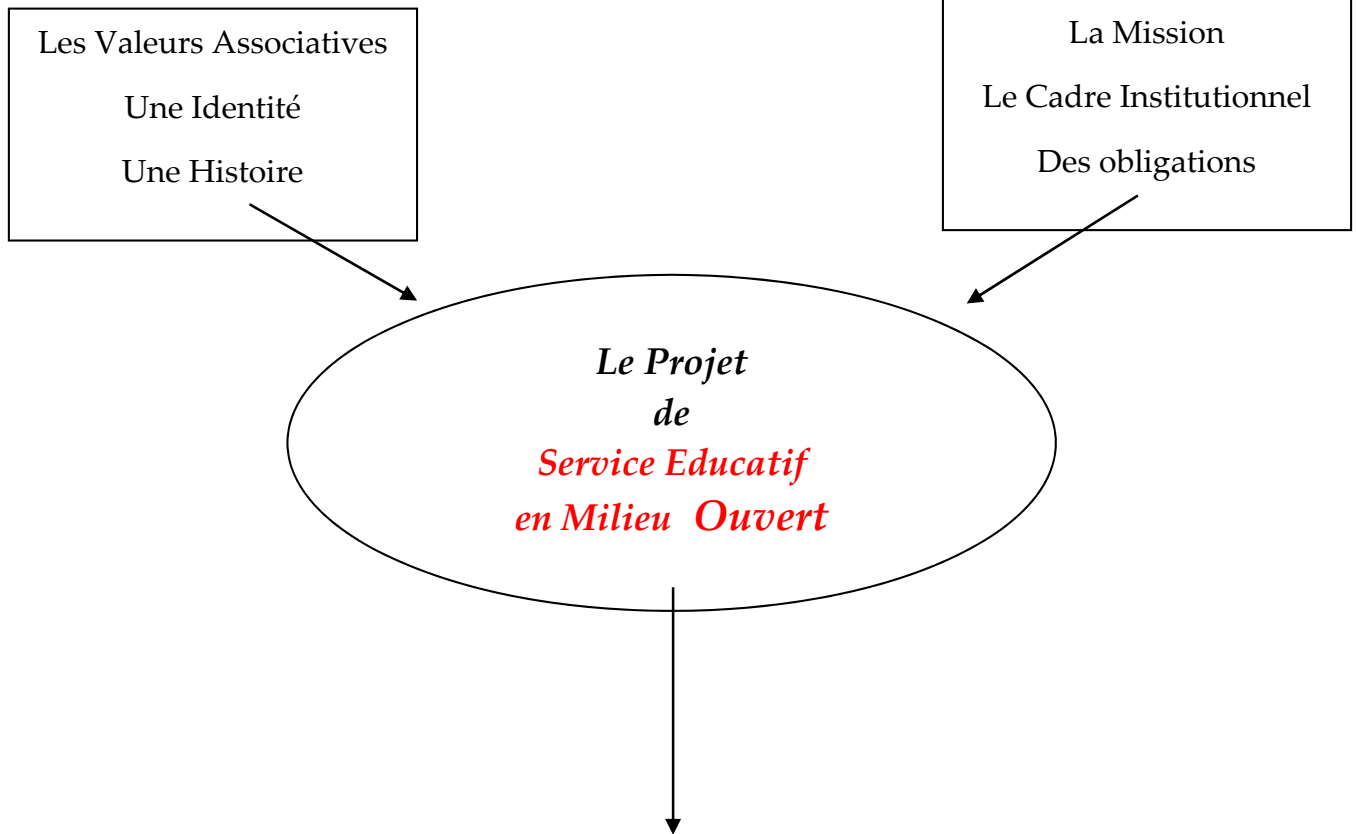 Les Valeurs Associatives
Une Identité
Une Histoire
La Mission
Le Cadre Institutionnel
Des obligations
Le Projet
de
Service Educatif
en Milieu Ouvert